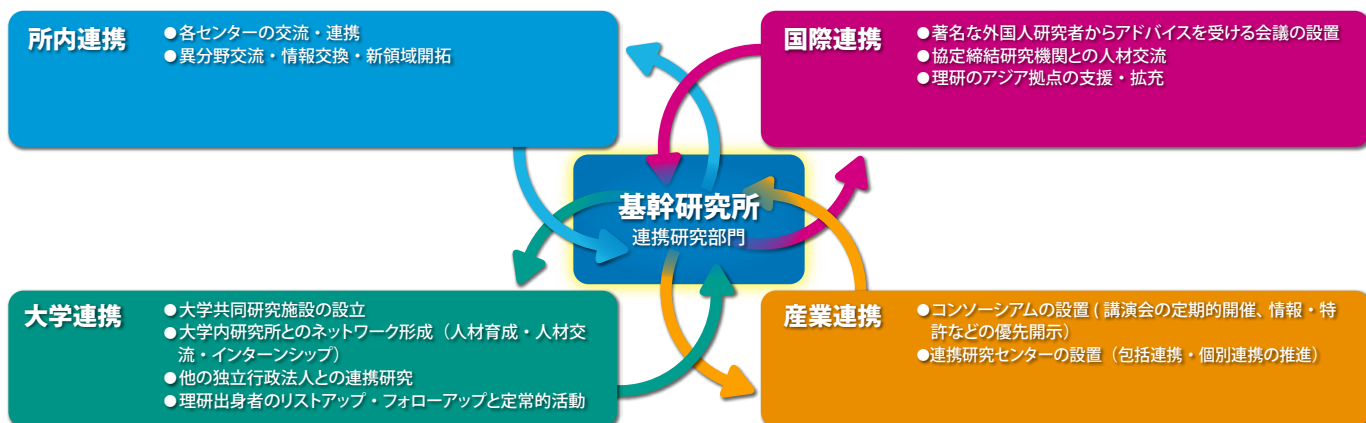 所内連携
●各センターの交流・連携
●異分野交流・情報交換・新領域開拓
国際連携
●著名な外国人研究者からアドバイスを受ける会議の設置
●協定締結研究機関との人材交流
●理研のアジア拠点の支援・拡充
基幹研究所
連携研究部門
大学連携
●大学共同研究施設の設立
●大学内研究所とのネットワーク形成（人材育成・人材交
流・インターンシップ）
●他の独立行政法人との連携研究
●理研出身者のリストアップ・フォローアップと定常的活動
産業連携
●コンソーシアムの設置 ( 講演会の定期的開催、情報・特
許などの優先開示）
●連携研究センターの設置（包括連携・個別連携の推進）